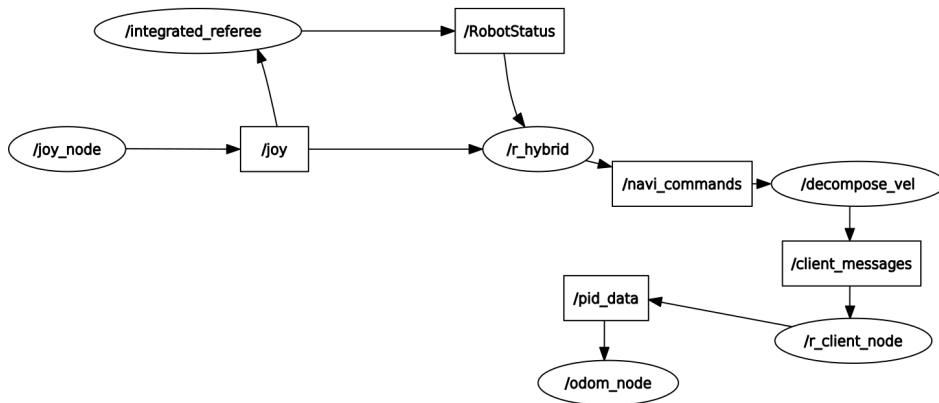 /integrated_referee
/RobotStatus
/joy_node
/joy
/r_hybrid
/navi_commands
/decompose_vel
/client_messages
/pid_data
/r_client_node
/odom_node